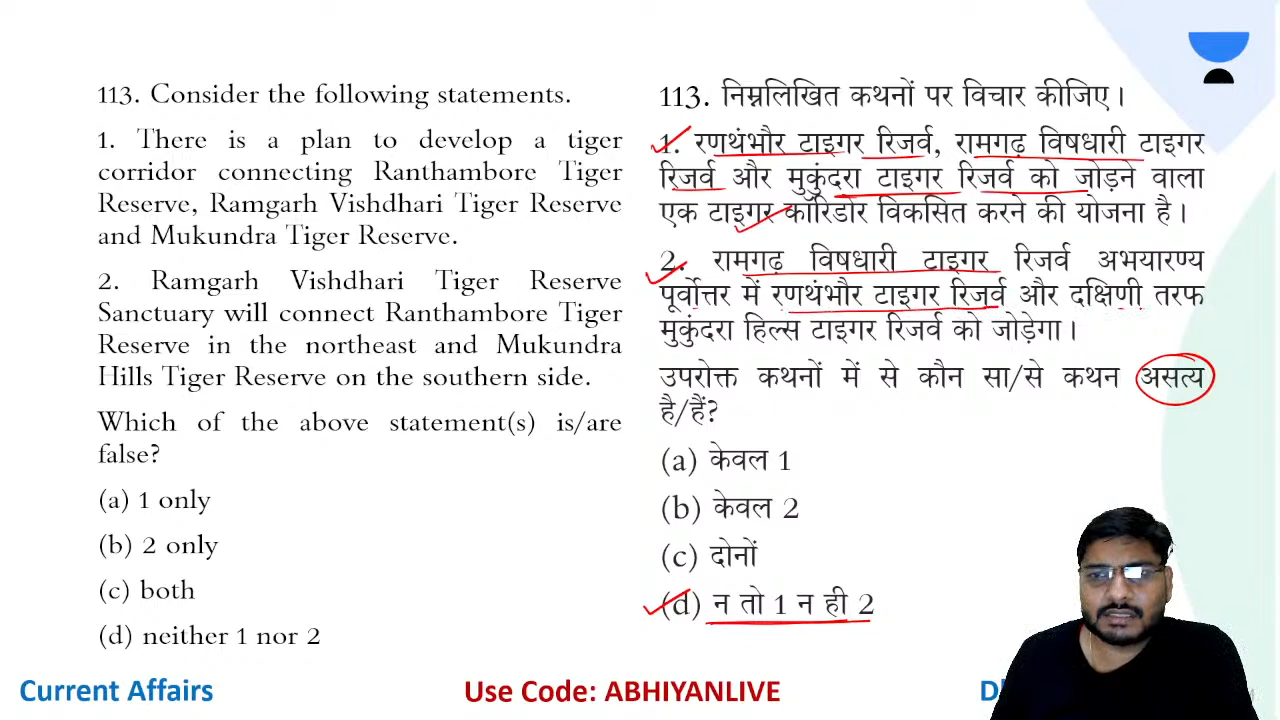 113. Consider the following statements.
1. There is a plan to develop a tiger
corridor connecting Ranthambore Tiger
Reserve, Ramgarh Vishdhari Tiger Reserve
and Mukundra Tiger Reserve.
2. Ramgarh Vishdhari Tiger Reserve
Sanctuary will connect Ranthambore Tiger
Reserve in the northeast and Mukundra
Hills Tiger Reserve on the southern side.
Which of the above statement(s) is/are
false?
(a) 1 only
(b) 2 only
(c) both
(d) neither 1 nor 2
113. निम्नलिखित कथनों पर विचार कीजिए।
1. रणथंभौर टाइगर रिजर्व, रामगढ़ विषधारी टाइगर
रिजर्व और मुकुंदरा टाइगर रिजर्व को जोड़ने वाला
एक टाइगर कॉरिडोर विकसित करने की योजना है।
2. रामगढ़ विषधारी टाइगर रिजर्व अभयारण्य
पूर्वोत्तर में रणथंभौर टाइगर रिजर्व और दक्षिणी तरफ
मुकुंदरा हिल्स टाइगर रिजर्व को जोड़ेगा।
उपरोक्त कथनों में से कौन सा/से कथन असत्य
है/हैं?
(a) केवल 1
(b) केवल 2
(c) दोनों
(d) न तो 1 न ही 2
Current Affairs
Use Code: ABHIYANLIVE